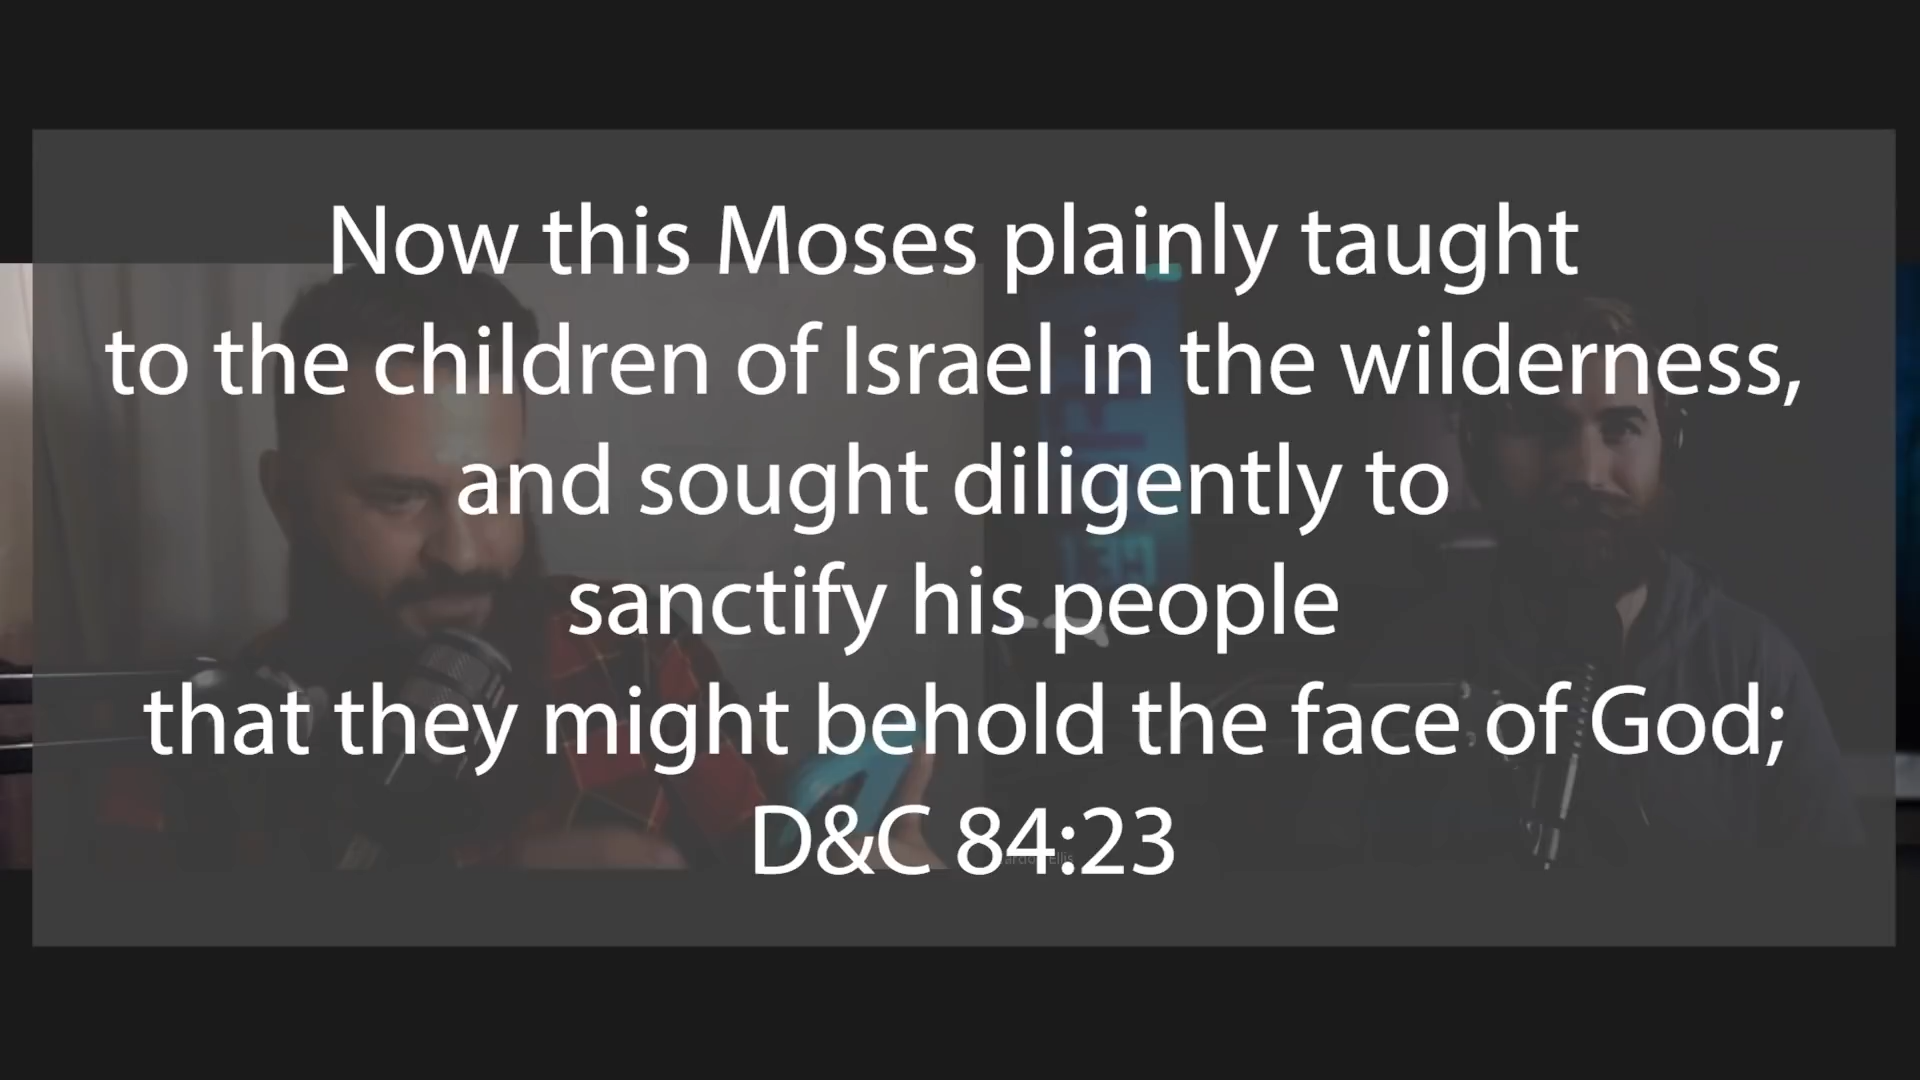 Now this Moses plainly taught
to the children of Israel in the wilderness,
and sought diligently to
sanctify his people
that they might behold the face of God;
D&C 84:23
Ellis